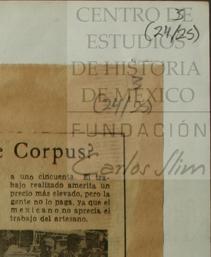 3
(24/25)
CENTRO DE
ESTUDIOS
DE HISTORIA
DE MÉXICO
(24/25)
FUNDACIÓN
Carlos Slim
e Corpus?
a uno cincuenta. El tra-
bajo realizado amerita un
precio más elevado, pero la
gente no lo paga, ya que el
mexicano no aprecia el
trabajo del artesano.